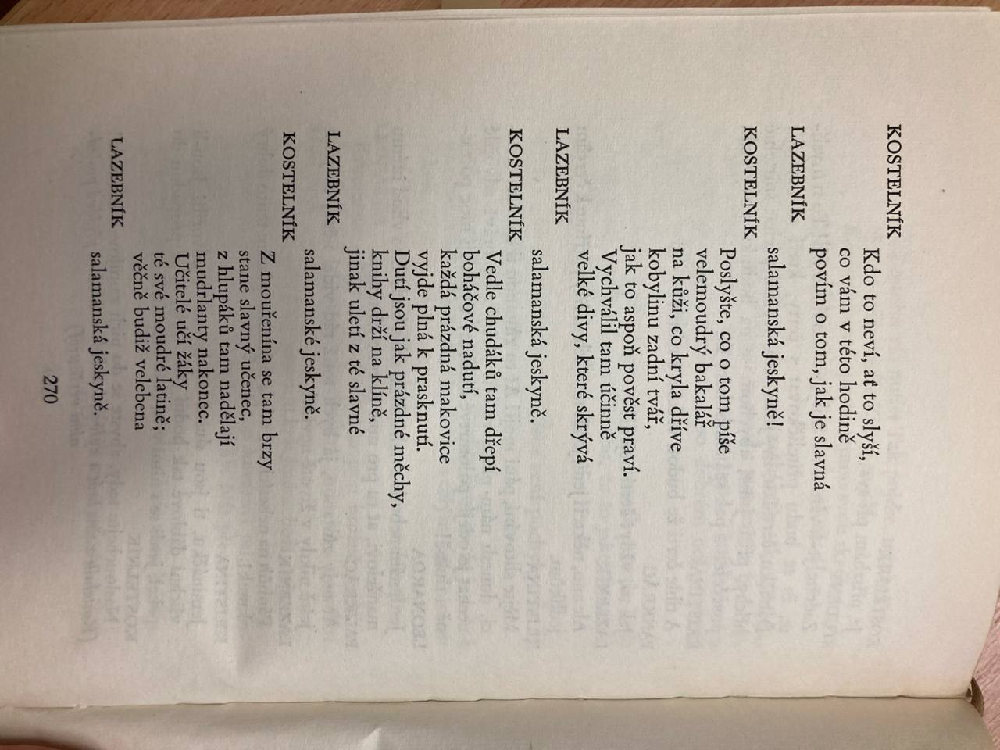 KOSTELNÍK
Kdo to neví, ať to slyší,
co vám v této hodině
povím o tom, jak je slavná
LAZEBNÍK
salamanská jeskyně!
KOSTELNÍK
Poslyšte, co o tom píše
velemoudrý bakalář
na kůži, co kryla dříve
kobylinu zadní tvář,
jak to aspoň pověst praví.
Vychválil tam účinně
velké divy, které skrývá
LAZEBNÍK
salamanská jeskyně.
KOSTELNÍK
Vedle chudáků tam dřepí
boháčové nadutí,
každá prázdná makovice
vyjde plná k prasknutí.
Dutí jsou jak prázdné měchy,
knihy drží na klíně,
jinak uletí z té slavné
LAZEBNÍK
salamanské jeskyně.
KOSTELNÍK
Z mouřenína se tam brzy
stane slavný učenec,
z hlupáků tam nadělají
mudrlanty nakonec.
Učitelé učí žáky
té své moudré latině;
věčně budiž velebena
LAZEBNÍK
salamanská jeskyně.
270